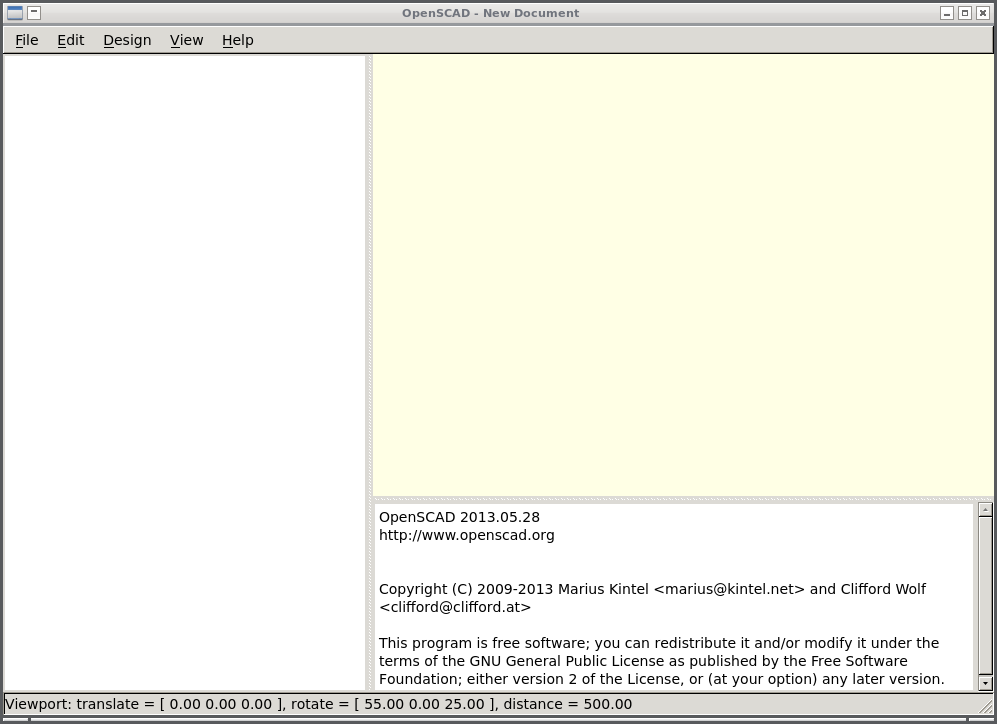 OpenSCAD - New Document
File Edit Design View Help
OpenSCAD 2013.05.28
http://www.openscad.org
Copyright (C) 2009-2013 Marius Kintel <marius@kintel.net> and Clifford Wolf
<clifford@clifford.at>
This program is free software; you can redistribute it and/or modify it under the
terms of the GNU General Public License as published by the Free Software
Foundation; either version 2 of the License, or (at your option) any later version.
Viewport: translate = [ 0.00 0.00 0.00 ], rotate = [ 55.00 0.00 25.00 ], distance = 500.00